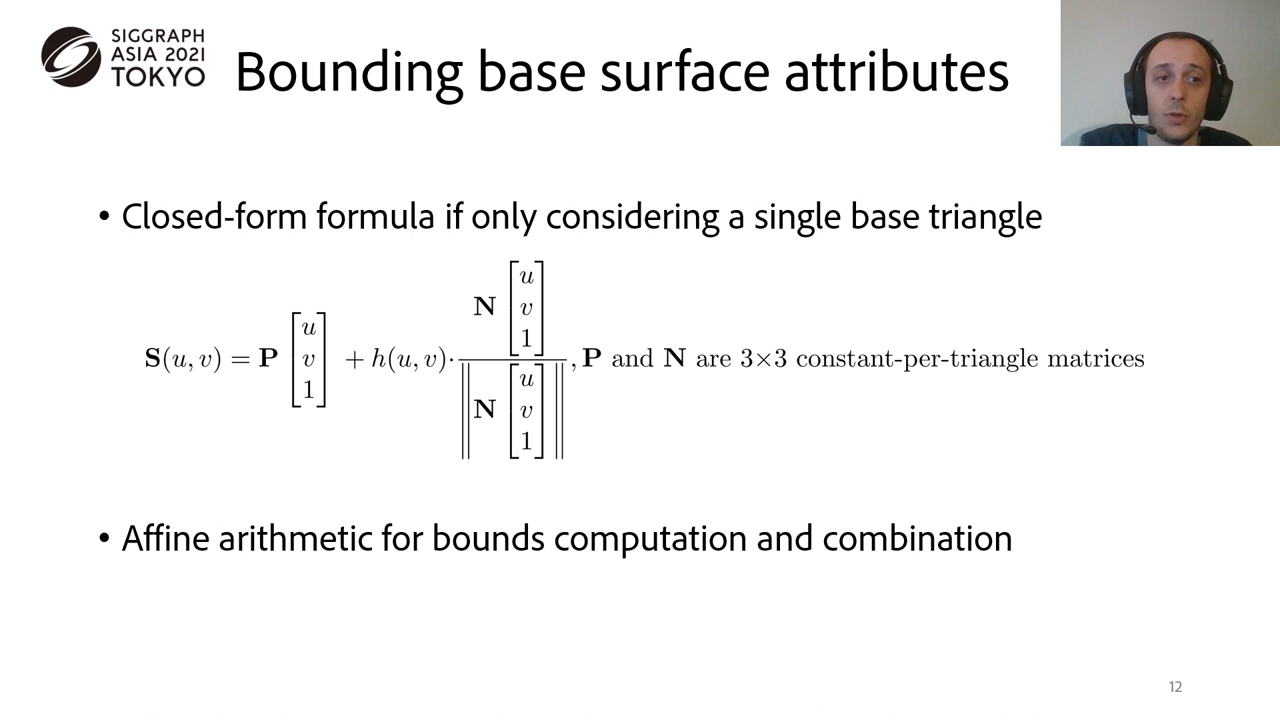 SIGGRAPH
ASIA 2021
TOKYO
Bounding base surface attributes
• Closed-form formula if only considering a single base triangle
S(u, v) = P [u v 1] + h(u, v)· N [u v 1] / ‖N [u v 1]‖ , P and N are 3×3 constant-per-triangle matrices
• Affine arithmetic for bounds computation and combination
12